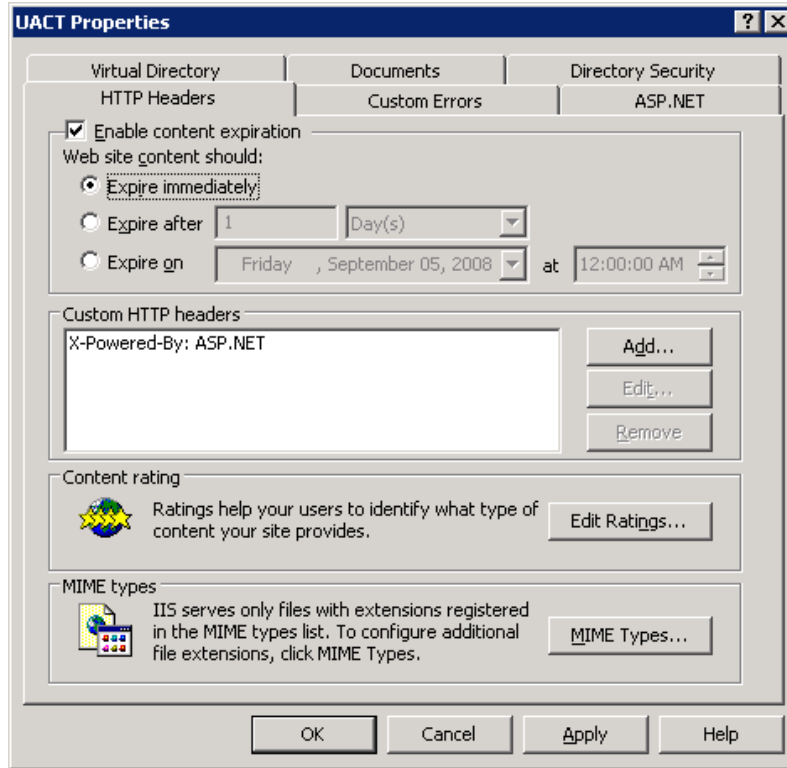 UACT Properties
Virtual Directory Documents Directory Security
HTTP Headers Custom Errors ASP.NET
Enable content expiration
Web site content should:
Expire immediately
Expire after 1 Day(s)
Expire on Friday , September 05, 2008 at 12:00:00 AM
Custom HTTP headers
X-Powered-By: ASP.NET
Add...
Edit...
Remove
Content rating
Ratings help your users to identify what type of
content your site provides.
Edit Ratings...
MIME types
IIS serves only files with extensions registered
in the MIME types list. To configure additional
file extensions, click MIME Types.
MIME Types...
OK Cancel Apply Help